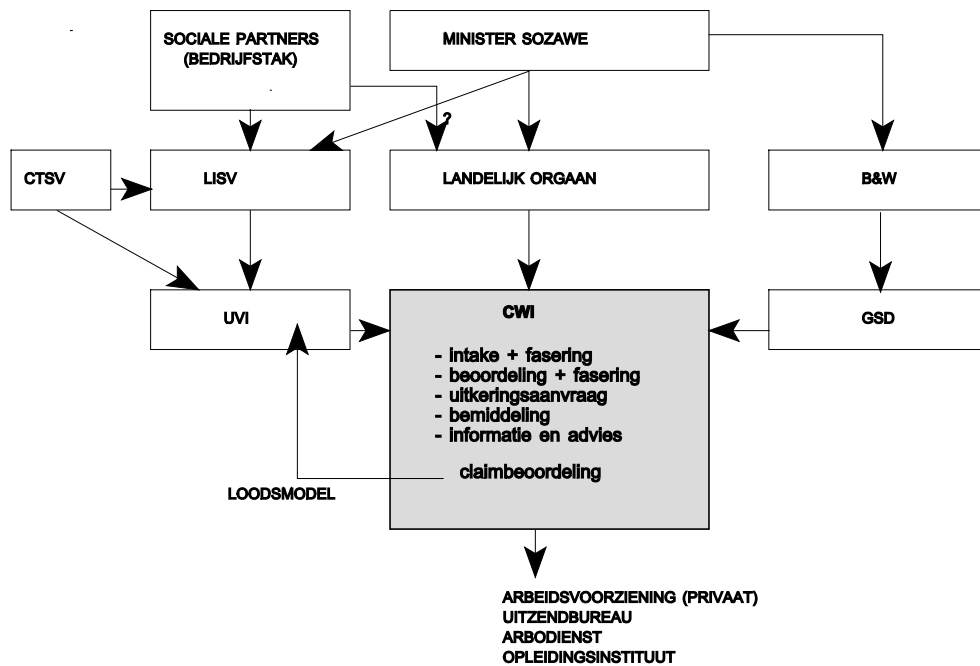 SOCIALE PARTNERS
(BEDRIJFSTAK)
MINISTER SOZAWE
?
CTSV
LISV
LANDELIJK ORGAAN
B&W
UVI
CWI
GSD
- intake + fasering
- beoordeling + fasering
- uitkeringsaanvraag
- bemiddeling
- informatie en advies
claimbeoordeling
LOODSMODEL
ARBEIDSVOORZIENING (PRIVAAT)
UITZENDBUREAU
ARBODIENST
OPLEIDINGSINSTITUUT